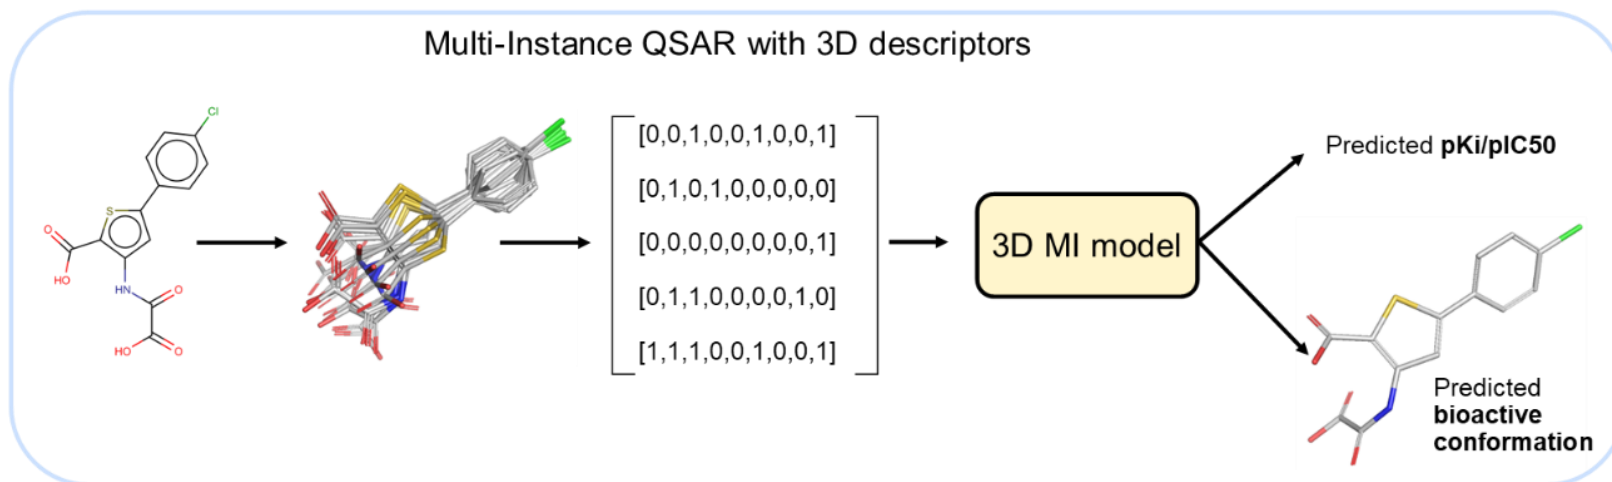 Multi-Instance QSAR with 3D descriptors
Cl
S
O
HO
HN
O
HO
O
[0,0,1,0,0,1,0,0,1]
[0,1,0,1,0,0,0,0,0]
[0,0,0,0,0,0,0,0,1]
[0,1,1,0,0,0,0,1,0]
[1,1,1,0,0,1,0,0,1]
3D MI model
Predicted pKi/pIC50
Predicted
bioactive
conformation